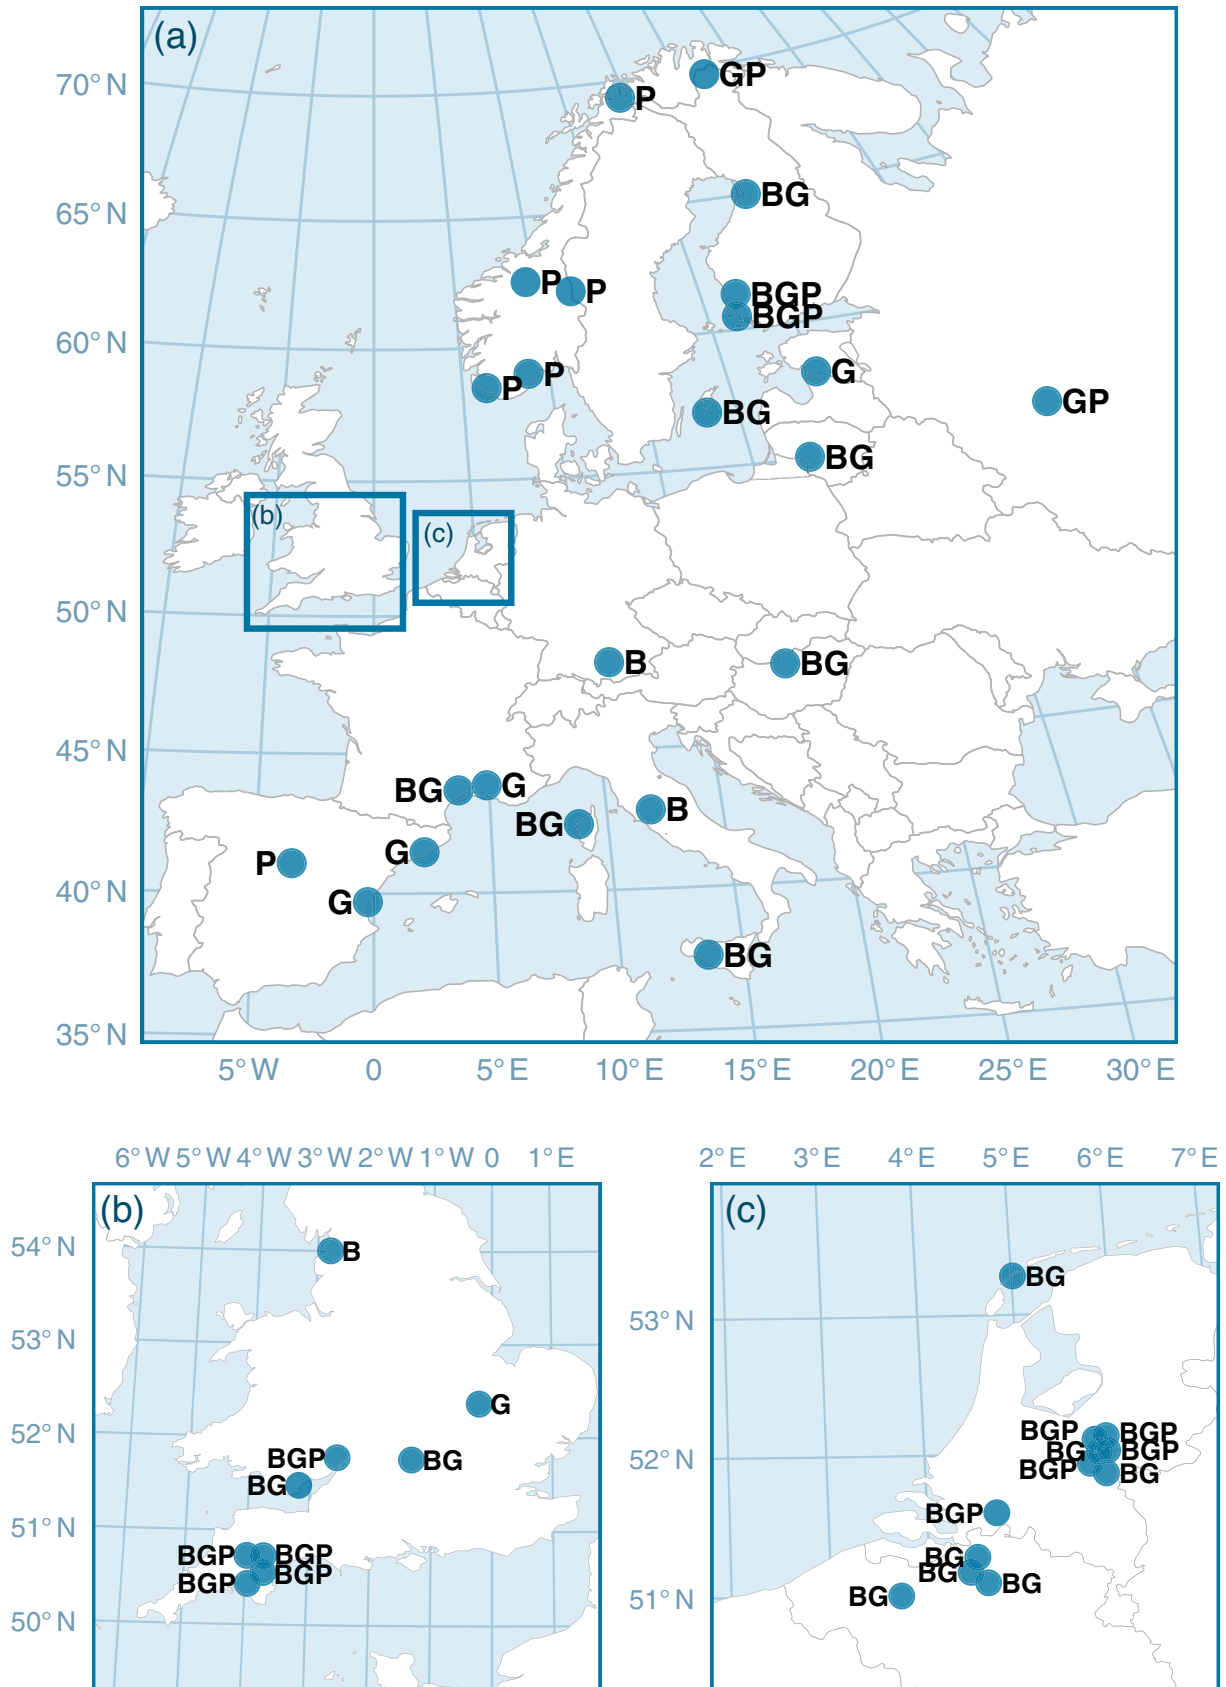 (a)
70° N
GP
P
BG
65° N
P
P
BGP
BGP
60° N
G
P
P
GP
BG
BG
55° N
(b)
(c)
50° N
B
BG
45° N
BG
G
BG
B
G
P
40° N
G
BG
35° N
5° W 0 5° E 10° E 15° E 20° E 25° E 30° E
6° W 5° W 4° W 3° W 2° W 1° W 0 1° E
(b)
54° N
B
53° N
G
52° N
BGP
BG
BG
51° N
BGP
BGP
BGP
BGP
50° N
2° E 3° E 4° E 5° E 6° E 7° E
(c)
BG
53° N
BGP
BGP
BG
BGP
52° N
BGP
BG
BGP
BG
BG
BG
51° N
BG